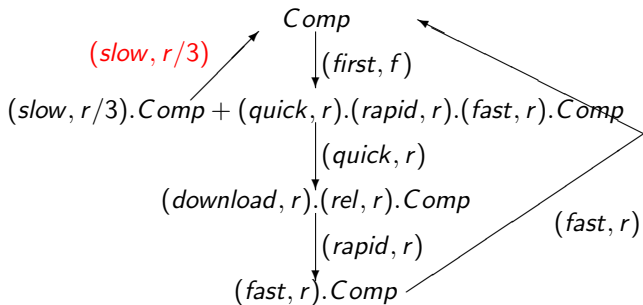 Comp
(slow, r/3)
(first, f)
(slow, r/3).Comp + (quick, r).(rapid, r).(fast, r).Comp
(quick, r)
(download, r).(rel, r).Comp
(fast, r)
(rapid, r)
(fast, r).Comp